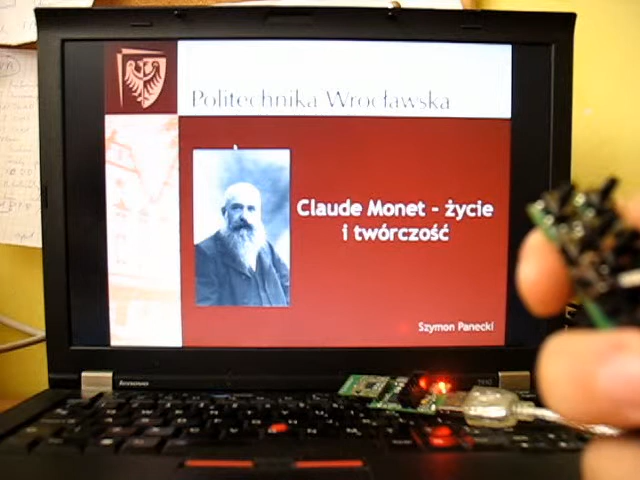 Politechnika Wrocławska
Claude Monet - życie
i twórczość
Szymon Panecki
lenovo